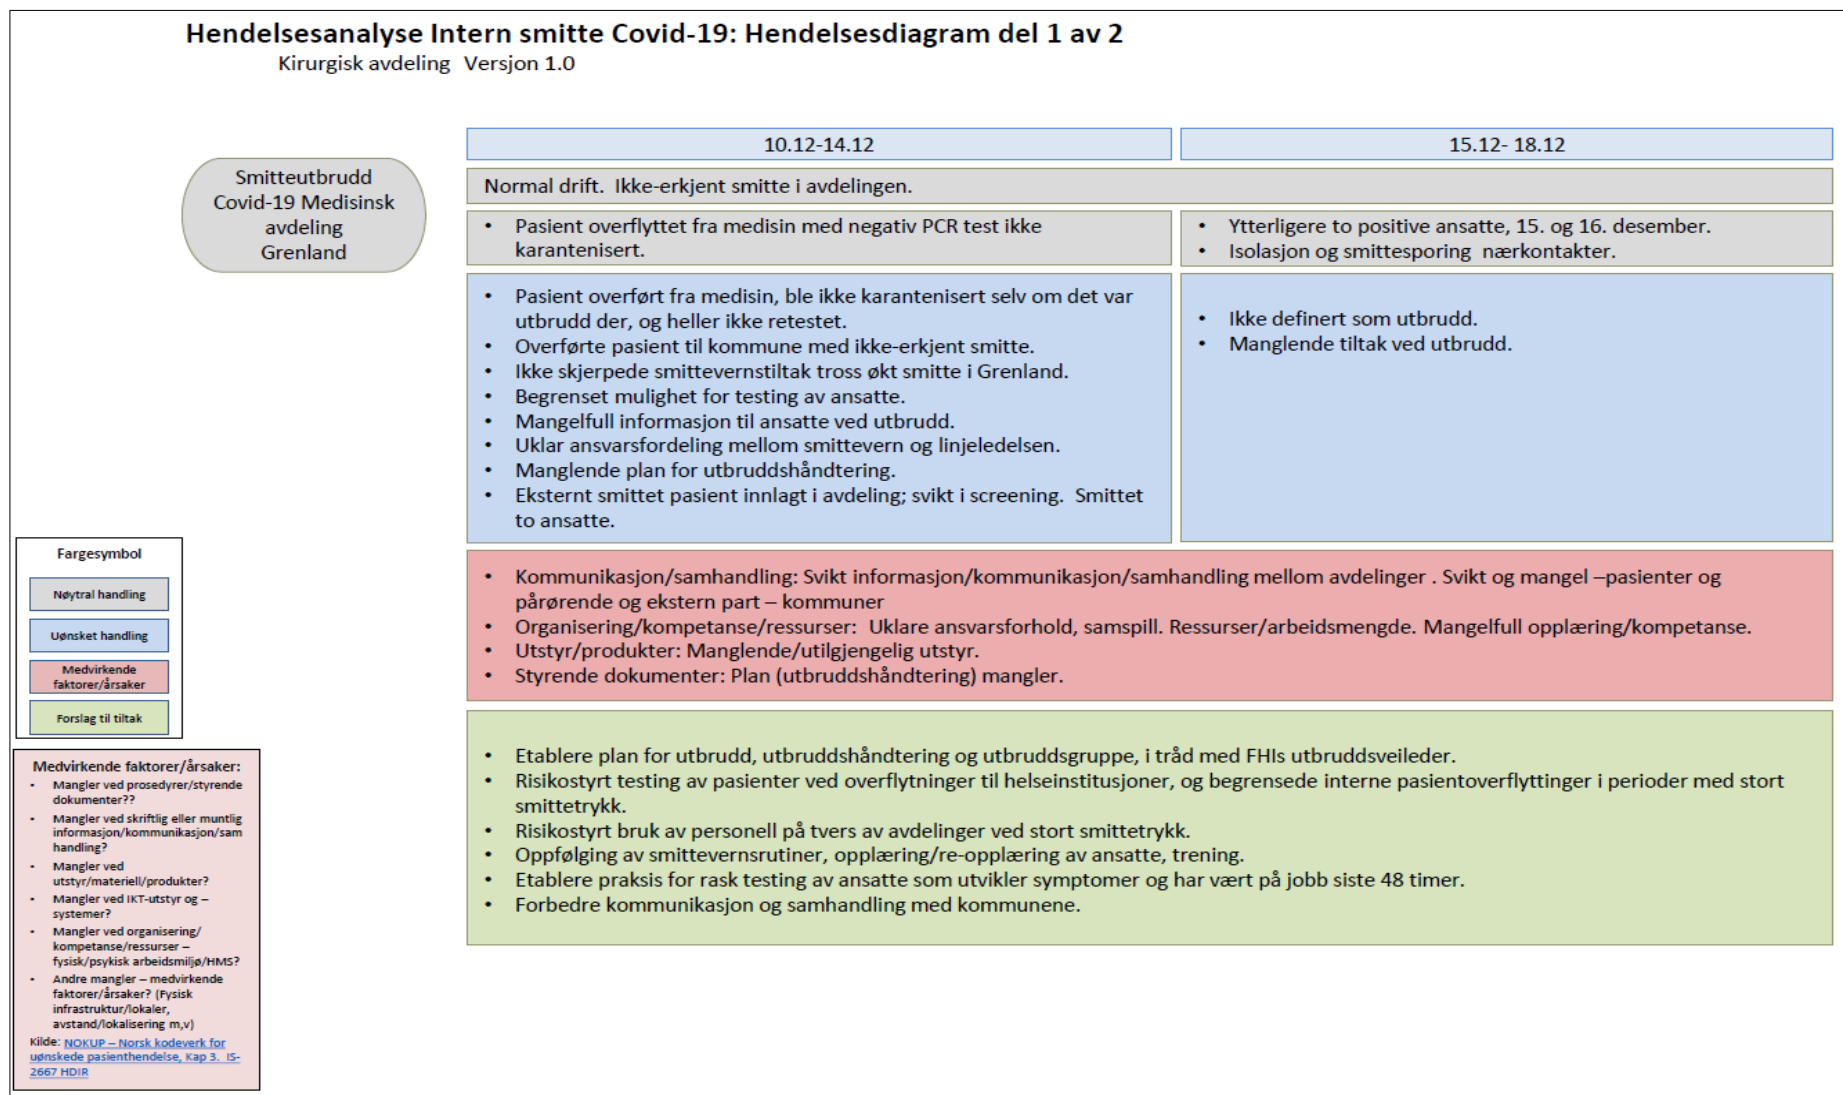 Hendelsesanalyse Intern smitte Covid-19: Hendelsesdiagram del 1 av 2
Kirurgisk avdeling Versjon 1.0
Smitteutbrudd
Covid-19 Medisinsk
avdeling
Grenland
10.12-14.12
15.12- 18.12
Normal drift. Ikke-erkjent smitte i avdelingen.
• Pasient overflyttet fra medisin med negativ PCR test ikke
karantenisert.
• Ytterligere to positive ansatte, 15. og 16. desember.
• Isolasjon og smittesporing nærkontakter.
• Pasient overført fra medisin, ble ikke karantenisert selv om det var
utbrudd der, og heller ikke retestet.
• Overførte pasient til kommune med ikke-erkjent smitte.
• Ikke skjerpede smittevernstiltak tross økt smitte i Grenland.
• Begrenset mulighet for testing av ansatte.
• Mangelfull informasjon til ansatte ved utbrudd.
• Uklar ansvarsfordeling mellom smittevern og linjeledelsen.
• Manglende plan for utbruddshåndtering.
• Eksternt smittet pasient innlagt i avdeling; svikt i screening. Smittet
to ansatte.
• Ikke definert som utbrudd.
• Manglende tiltak ved utbrudd.
• Kommunikasjon/samhandling: Svikt informasjon/kommunikasjon/samhandling mellom avdelinger . Svikt og mangel –pasienter og
pårørende og ekstern part – kommuner
• Organisering/kompetanse/ressurser: Uklare ansvarsforhold, samspill. Ressurser/arbeidsmengde. Mangelfull opplæring/kompetanse.
• Utstyr/produkter: Manglende/utilgjengelig utstyr.
• Styrende dokumenter: Plan (utbruddshåndtering) mangler.
• Etablere plan for utbrudd, utbruddshåndtering og utbruddsgruppe, i tråd med FHIs utbruddsveileder.
• Risikostyrt testing av pasienter ved overflytninger til helseinstitusjoner, og begrensede interne pasientoverflyttinger i perioder med stort
smittetrykk.
• Risikostyrt bruk av personell på tvers av avdelinger ved stort smittetrykk.
• Oppfølging av smittevernsrutiner, opplæring/re-opplæring av ansatte, trening.
• Etablere praksis for rask testing av ansatte som utvikler symptomer og har vært på jobb siste 48 timer.
• Forbedre kommunikasjon og samhandling med kommunene.
Fargesymbol
Nøytral handling
Uønsket handling
Medvirkende
faktorer/årsaker
Forslag til tiltak
Medvirkende faktorer/årsaker:
• Mangler ved prosedyrer/styrende
dokumenter??
• Mangler ved skriftlig eller muntlig
informasjon/kommunikasjon/sam
handling?
• Mangler ved
utstyr/materiell/produkter?
• Mangler ved IKT-utstyr og –
systemer?
• Mangler ved organisering/
kompetanse/ressurser –
fysisk/psykisk arbeidsmiljø/HMS?
• Andre mangler – medvirkende
faktorer/årsaker? (Fysisk
infrastruktur/lokaler,
avstand/lokalisering m,v)
Kilde: NOKUP – Norsk kodeverk for
uønskede pasienthendelse, Kap 3. IS-
2667 HDIR